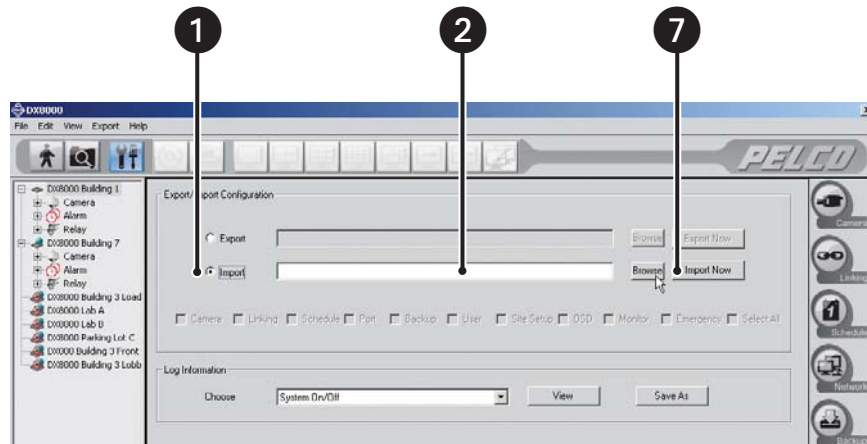 1 2 7
DX8000
File Edit View Export Help
PELCO
DX8000 Building 1
Camera
Alarm
Relay
DX8000 Building 7
Camera
Alarm
Relay
DX8000 Building 3 Load
DX8000 Lab A
DX8000 Lab B
DX8000 Parking Lot C
DX000 Building 3 Front
DX8000 Building 3 Lobb
Export/Import Configuration
Export Browse Export Now
Import Browse Import Now
Camera Linking Schedule Port Backup User Site Setup OSD Monitor Emergency Select All
Log Information
Choose System On/Off View Save As
Camera
Linking
1
Schedule
Network
Backup